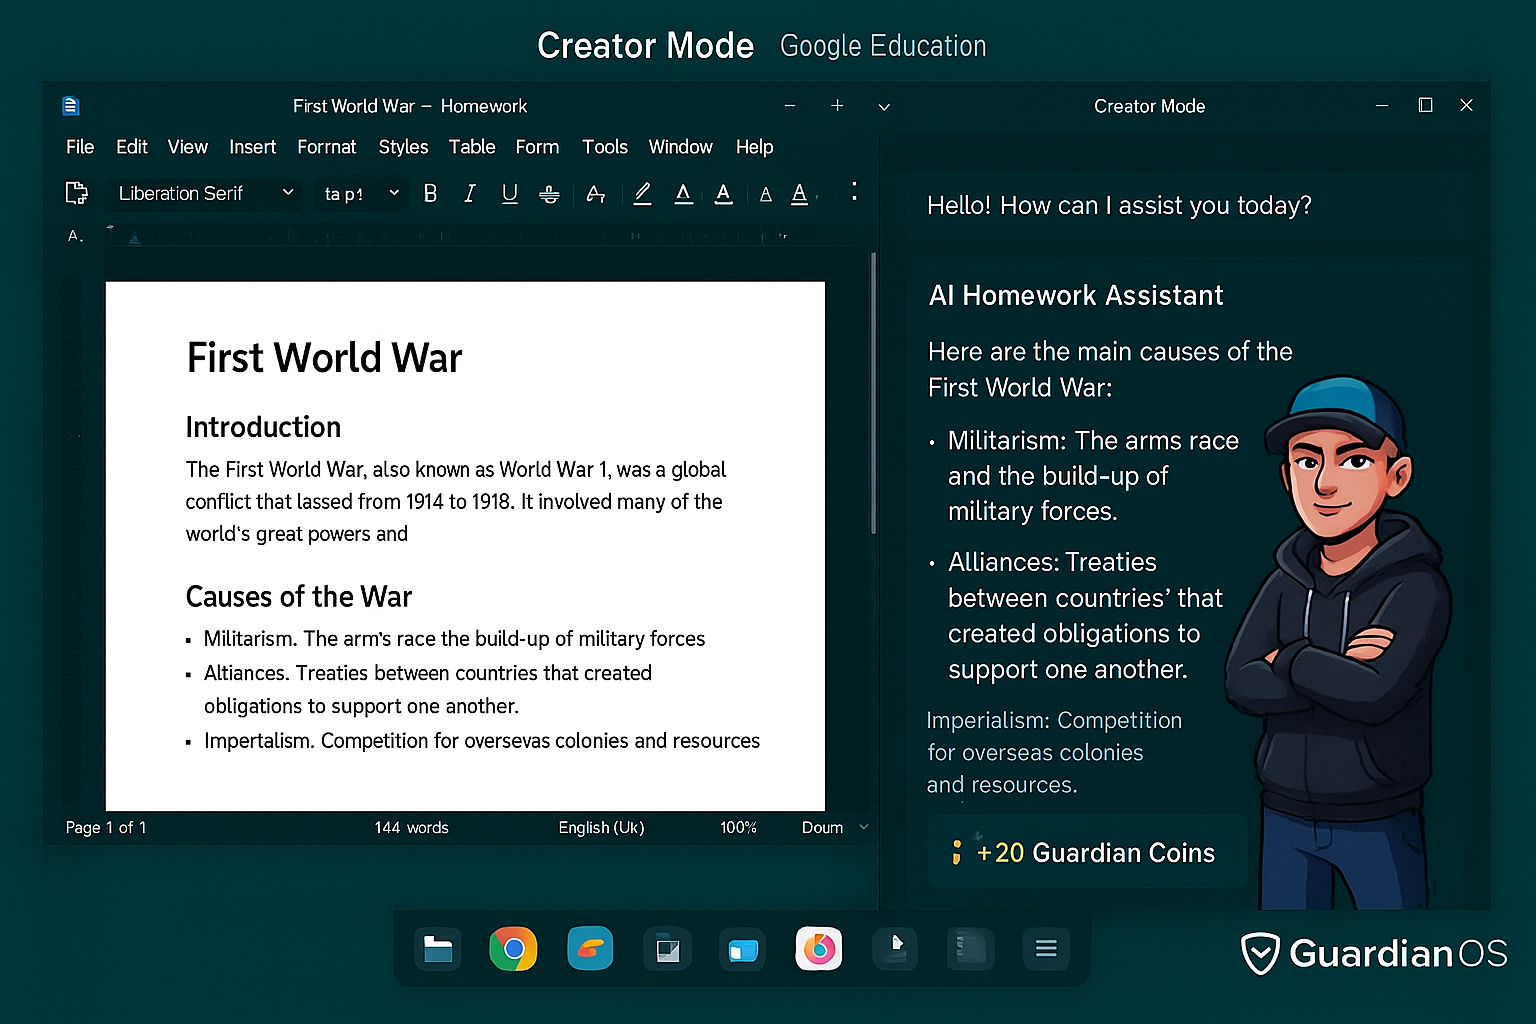 Creator Mode Google Education
First World War – Homework
Creator Mode
File Edit View Insert Forrnat Styles Table Form Tools Window Help
Liberation Serif
ta p1
B I U
A.
Hello! How can I assist you today?
First World War
Introduction
The First World War, also known as World War 1, was a global
conflict that lassed from 1914 to 1918. It involved many of the
world's great powers and
Causes of the War
▪ Militarism. The arm's race the build-up of military forces
▪ Altiances. Treaties between countries that created
obligations to support one another.
▪ Impertalism. Competition for oversevas colonies and resources
Page 1 of 1 144 words English (Uk) 100% Doum
AI Homework Assistant
Here are the main causes of the
First World War:
• Militarism: The arms race
and the build-up of
military forces.
• Alliances: Treaties
between countries' that
created obligations to
support one another.
Imperialism: Competition
for overseas colonies
and resources.
+20 Guardian Coins
GuardianOS